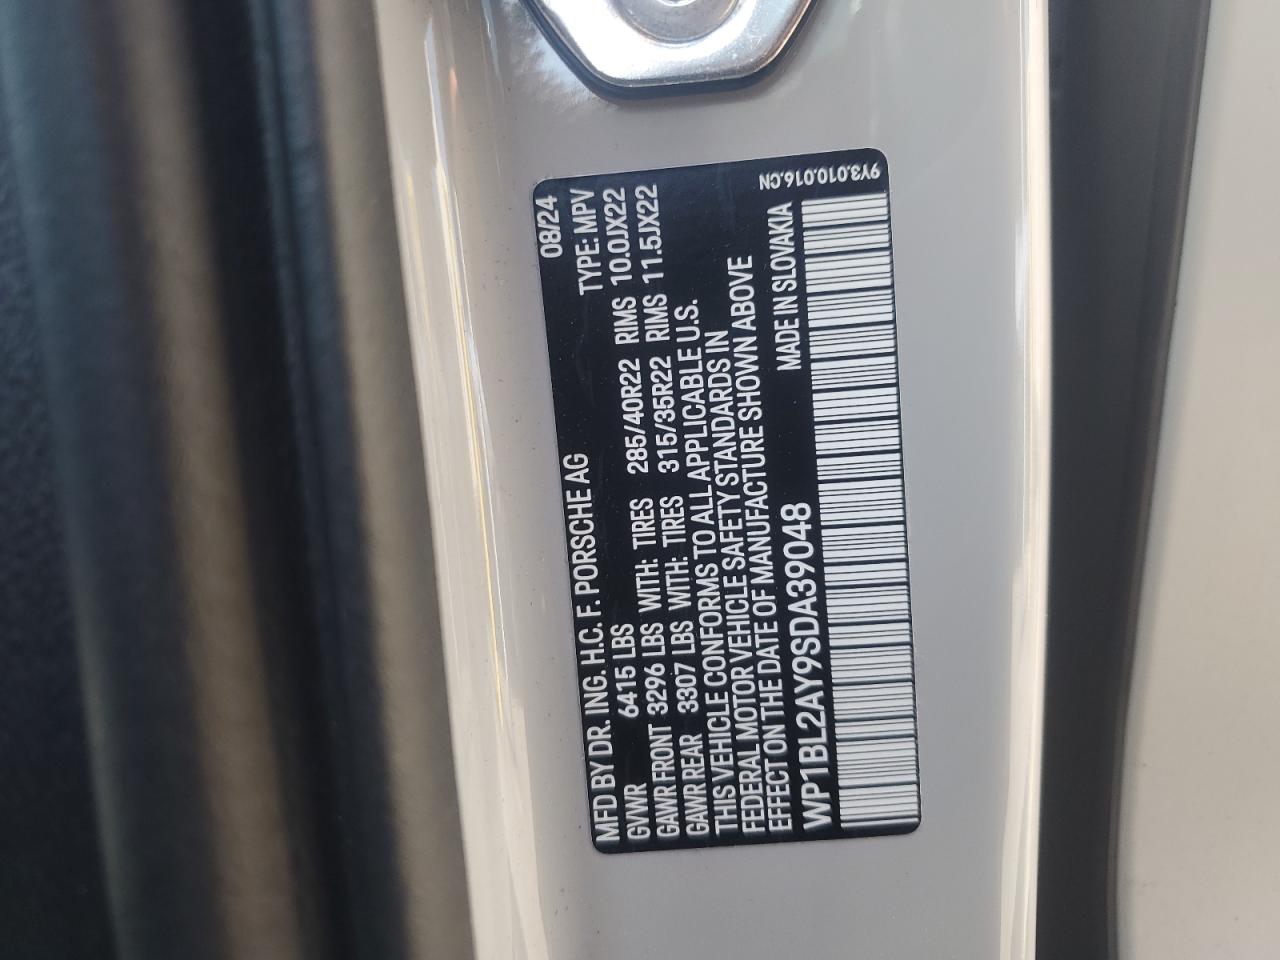 08/24
MFD BY DR. ING. H.C. F. PORSCHE AG TYPE: MPV
GVWR 6415 LBS
GAWR FRONT 3296 LBS WITH: TIRES 285/40R22 RIMS 10.0JX22
GAWR REAR 3307 LBS WITH: TIRES 315/35R22 RIMS 11.5JX22
THIS VEHICLE CONFORMS TO ALL APPLICABLE U.S.
FEDERAL MOTOR VEHICLE SAFETY STANDARDS IN
EFFECT ON THE DATE OF MANUFACTURE SHOWN ABOVE
WP1BL2AY9SDA39048 MADE IN SLOVAKIA
9Y3.010.016.CN